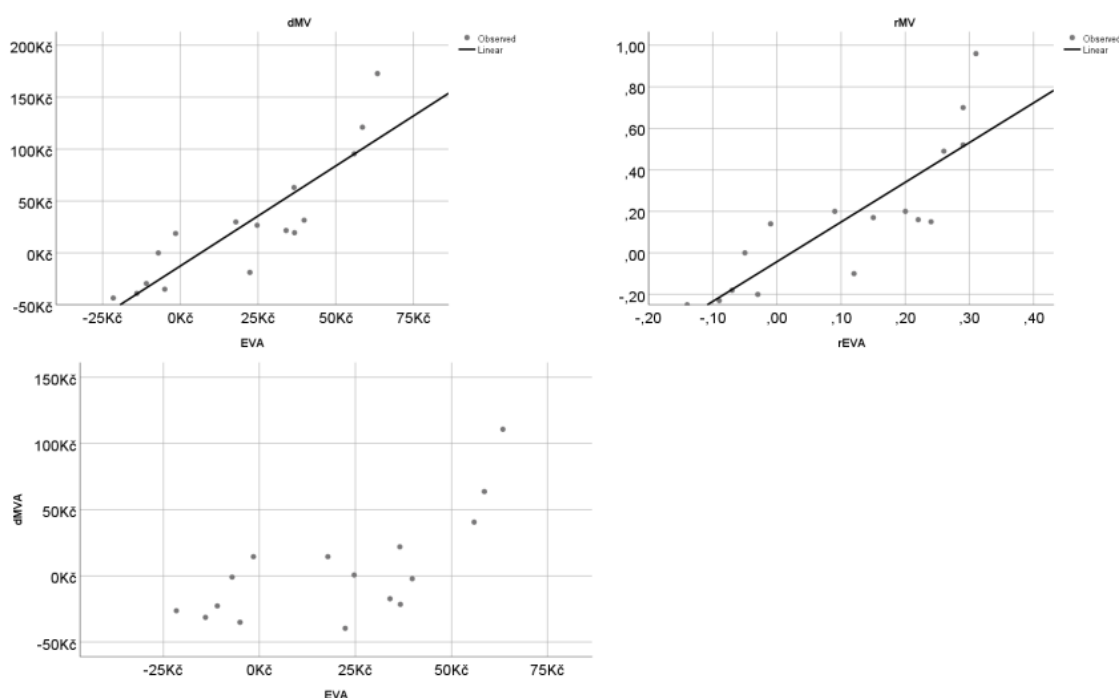 dMV
200Kč
150Kč
100Kč
50Kč
0Kč
-50Kč
-25Kč 0Kč 25Kč 50Kč 75Kč
EVA
Observed
Linear
rMV
1,00
,80
,60
,40
,20
,00
-,20
-,20 -,10 ,00 ,10 ,20 ,30 ,40
rEVA
Observed
Linear
dMVA
150Kč
100Kč
50Kč
0Kč
-50Kč
-25Kč 0Kč 25Kč 50Kč 75Kč
EVA